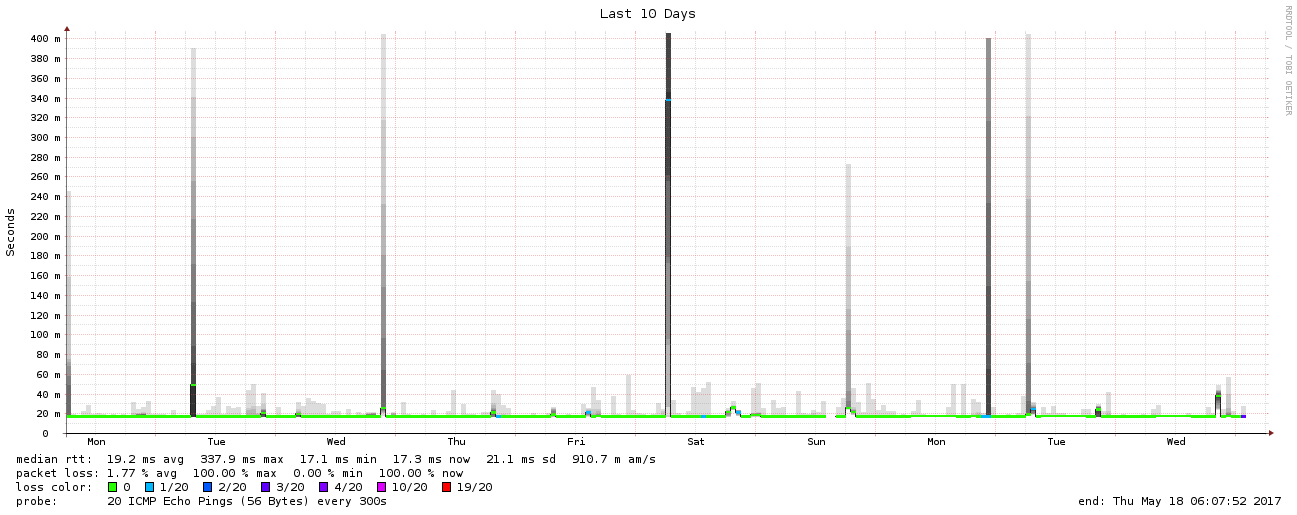 Last 10 Days
RRDTOOL / TOBI OETIKER
Seconds
400 m
380 m
360 m
340 m
320 m
300 m
280 m
260 m
240 m
220 m
200 m
180 m
160 m
140 m
120 m
100 m
80 m
60 m
40 m
20 m
0
Mon Tue Wed Thu Fri Sat Sun Mon Tue Wed
median rtt: 19.2 ms avg 337.9 ms max 17.1 ms min 17.3 ms now 21.1 ms sd 910.7 m am/s
packet loss: 1.77 % avg 100.00 % max 0.00 % min 100.00 % now
loss color: 0 1/20 2/20 3/20 4/20 10/20 19/20
probe: 20 ICMP Echo Pings (56 Bytes) every 300s end: Thu May 18 06:07:52 2017